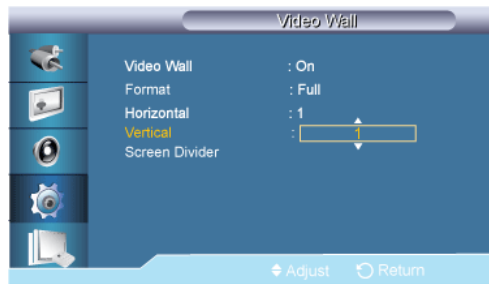 Video Wall
Video Wall : On
Format : Full
Horizontal : 1
Vertical : 1
Screen Divider
Adjust Return